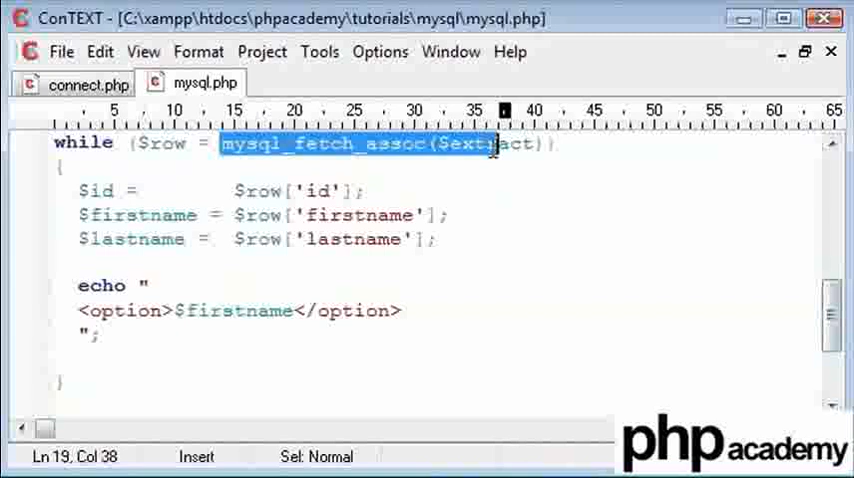 ConTEXT - [C:\xampp\htdocs\phpacademy\tutorials\mysql\mysql.php]
File Edit View Format Project Tools Options Window Help
connect.php mysql.php
5 10 15 20 25 30 40 45 50 55 60 65
while ($row = mysql_fetch_assoc($extract))
{
$id = $row['id'];
$firstname = $row['firstname'];
$lastname = $row['lastname'];
echo "
<option>$firstname</option>
";
}
Ln 19, Col 38 Insert Sel: Normal
php academy